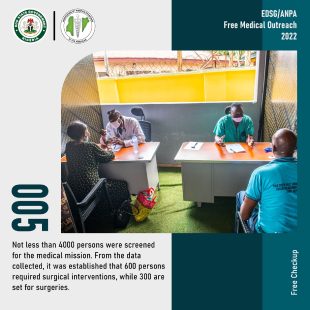 EDSG/ANPA
Free Medical Outreach
2022
005
Not less than 4000 persons were screened
for the medical mission. From the data
collected, it was established that 600 persons
required surgical interventions, while 300 are
set for surgeries.
Free Checkup